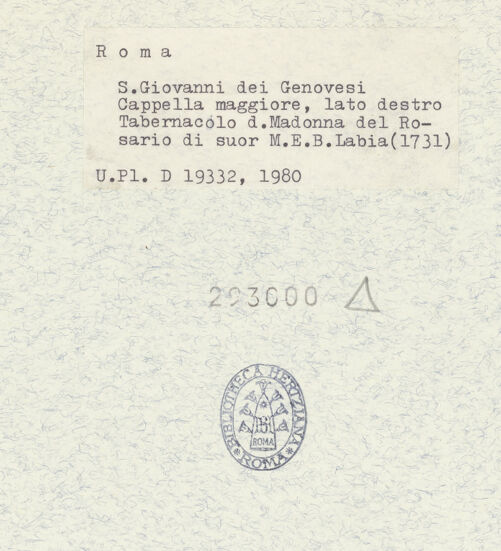 R o m a
S.Giovanni dei Genovesi
Cappella maggiore, lato destro
Tabernacolo d.Madonna del Ro-
sario di suor M.E.B.Labia(1731)
U.Pl. D 19332, 1980
293000
BIBLIOTHECA HERTZIANA
ROMA
* ROMA *